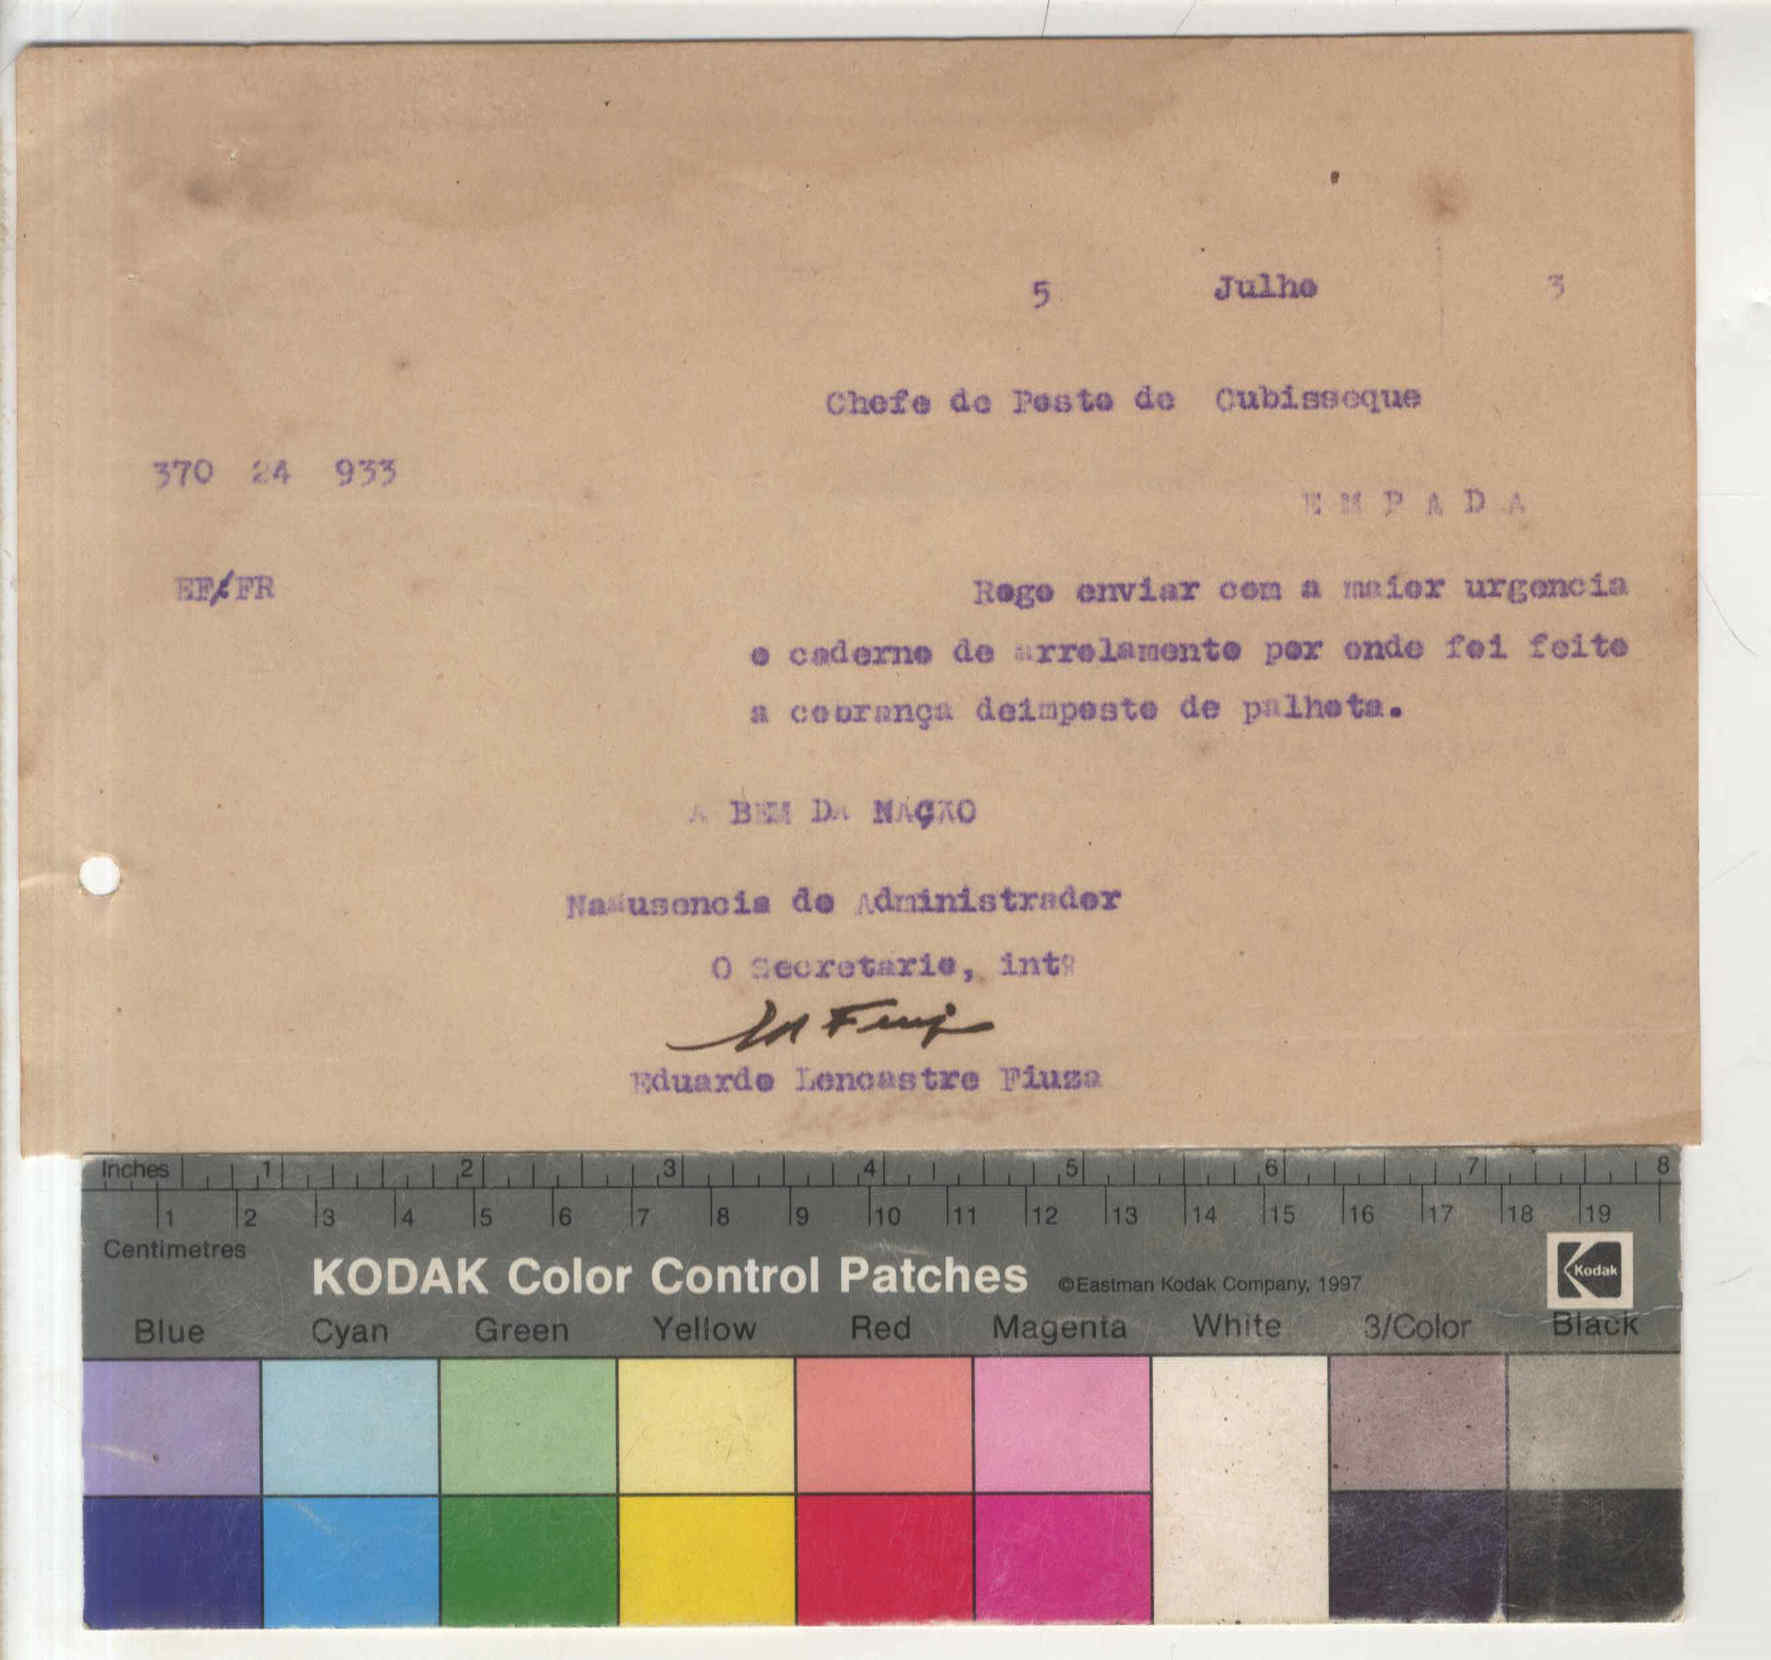 5 Julho 3
Chefe do Posto de Cubisseque
370 24 933
E M P A D A
EF/FR
Rogo enviar com a maior urgencia
o caderno de arrolamento por onde foi feito
a cobrança deimposto de palhota.
A BEM DA NAÇÃO
Na ausencia do Administrador
O Secretario, intº
Eduardo Lencastre Fiuza
Inches 1 2 3 4 5 6 7 8
1 2 3 4 5 6 7 8 9 10 11 12 13 14 15 16 17 18 19
Centimetres
KODAK Color Control Patches ©Eastman Kodak Company, 1997 Kodak
Blue Cyan Green Yellow Red Magenta White 3/Color Black